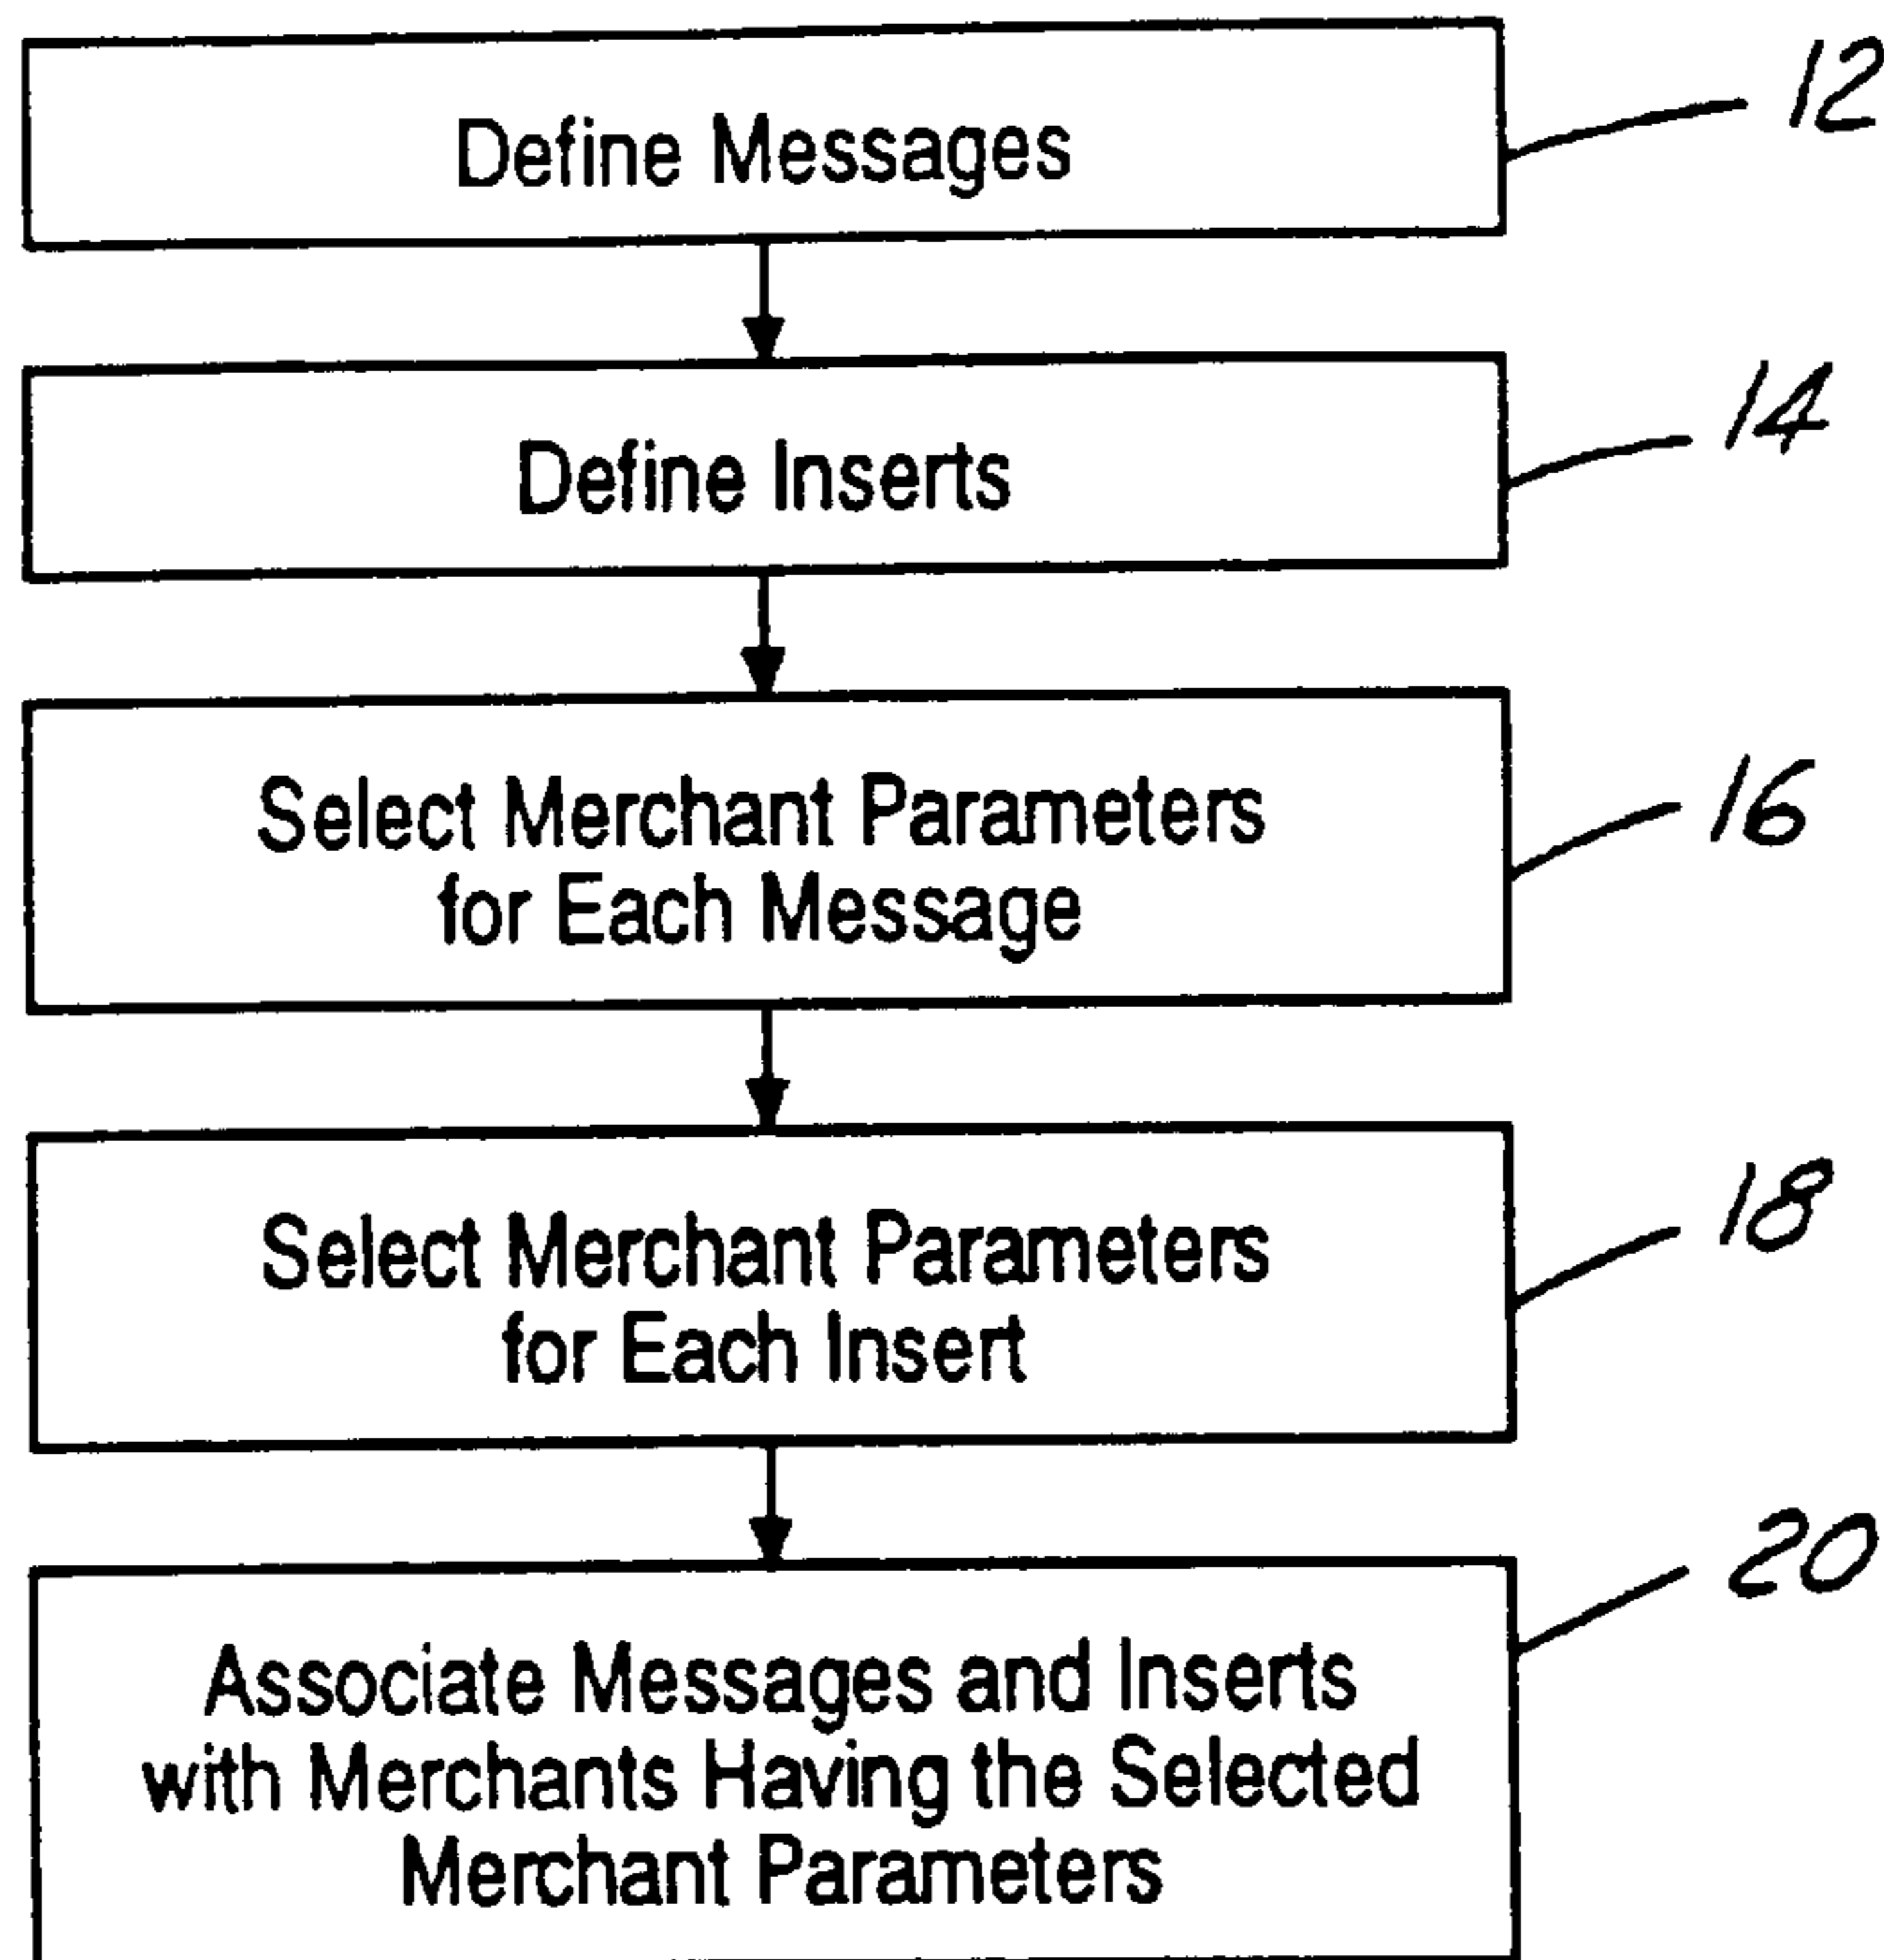 Define Messages
12
Define Inserts
14
Select Merchant Parameters
for Each Message
16
Select Merchant Parameters
for Each Insert
18
Associate Messages and Inserts
with Merchants Having the Selected
Merchant Parameters
20